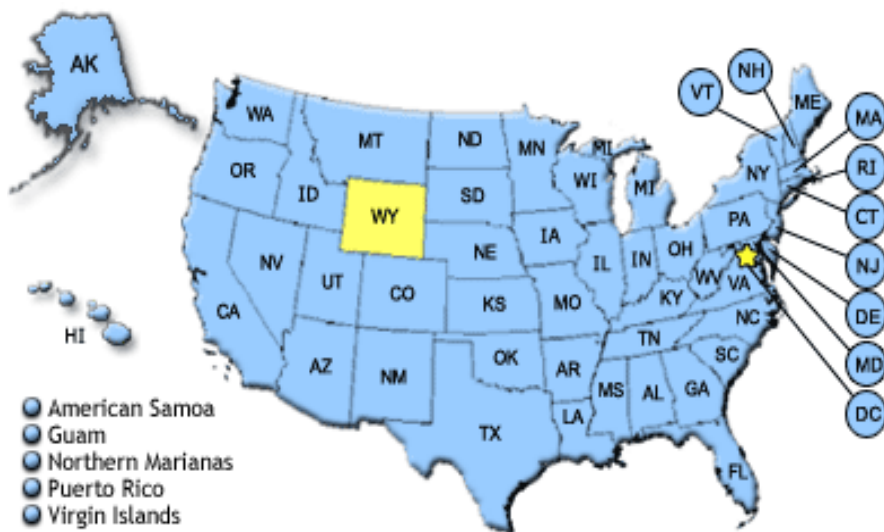 AK
NH
VT
ME
WA
MA
MT
ND
MN
MI
OR
RI
NY
WI
MI
ID
SD
CT
WY
PA
IA
OH
NE
NJ
NV
IL
IN
WV
VA
UT
CO
DE
CA
KS
MO
KY
NC
HI
TN
MD
OK
SC
AZ
NM
AR
MS
AL
GA
DC
LA
TX
FL
American Samoa
Guam
Northern Marianas
Puerto Rico
Virgin Islands